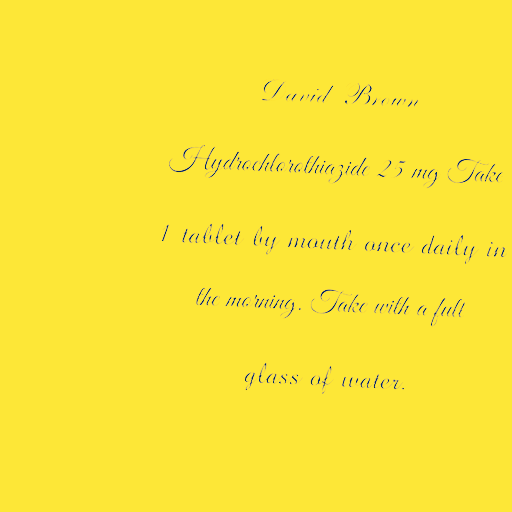 David Brown
Hydrochlorothiazide 25 mg Take
1 tablet by mouth once daily in
the morning. Take with a full
glass of water.